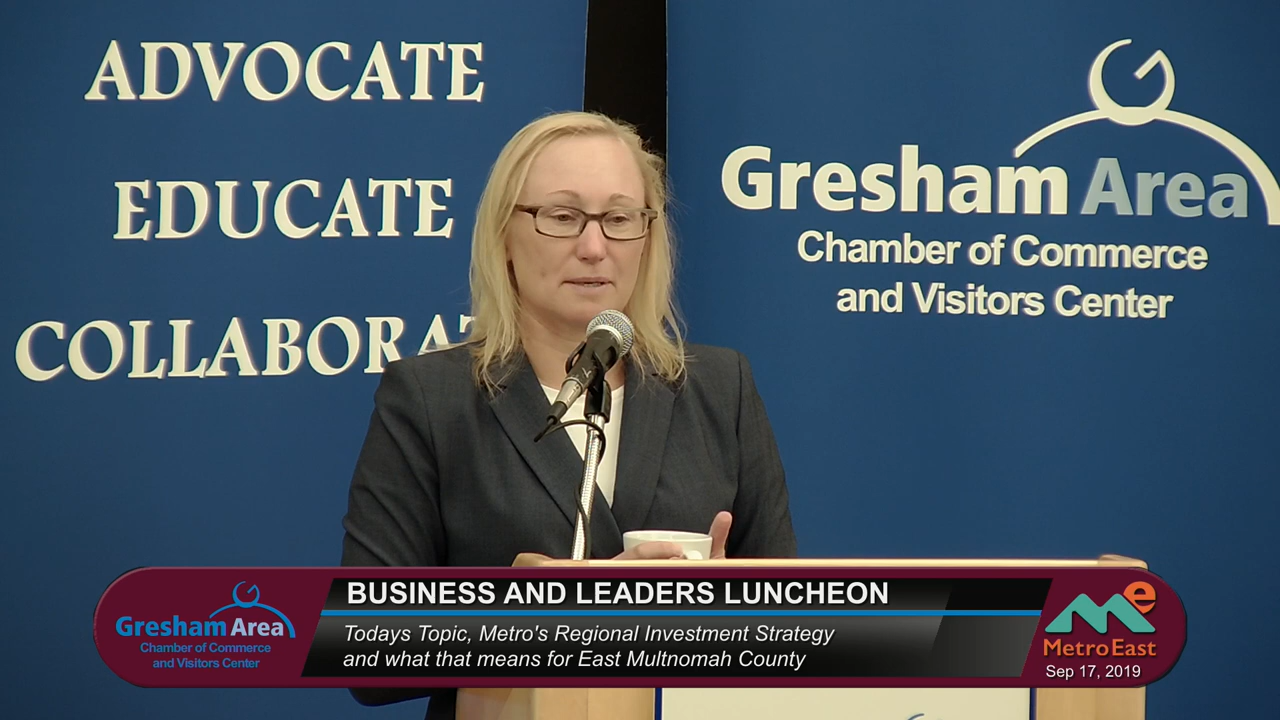 ADVOCATE
EDUCATE
COLLABORAT
Gresham Area
Chamber of Commerce
and Visitors Center
BUSINESS AND LEADERS LUNCHEON
Todays Topic, Metro's Regional Investment Strategy
and what that means for East Multnomah County
Gresham Area
Chamber of Commerce
and Visitors Center
Me
MetroEast
Sep 17, 2019